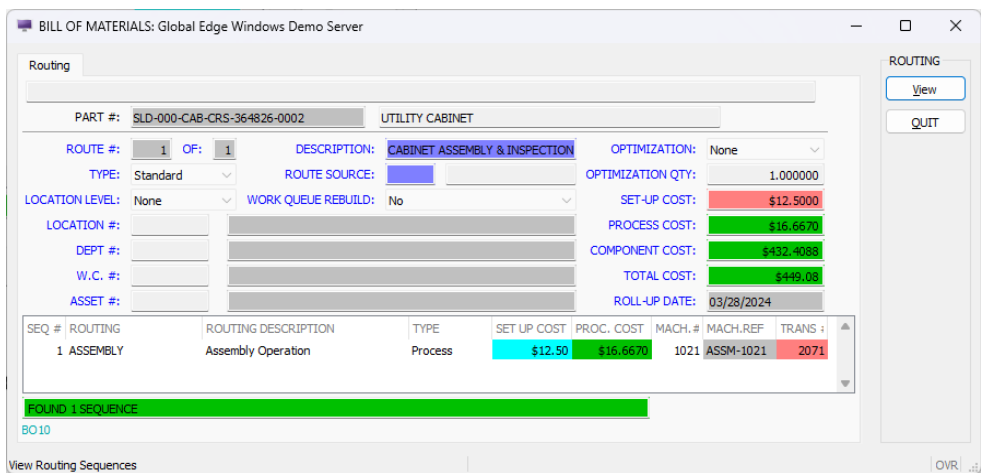 BILL OF MATERIALS: Global Edge Windows Demo Server
Routing
ROUTING
View
QUIT
PART #: SLD-000-CAB-CRS-364826-0002 UTILITY CABINET
ROUTE #: 1 OF: 1 DESCRIPTION: CABINET ASSEMBLY & INSPECTION OPTIMIZATION: None
TYPE: Standard ROUTE SOURCE: OPTIMIZATION QTY: 1.000000
LOCATION LEVEL: None WORK QUEUE REBUILD: No SET-UP COST: $12.5000
LOCATION #: PROCESS COST: $16.6670
DEPT #: COMPONENT COST: $432.4088
W.C. #: TOTAL COST: $449.08
ASSET #: ROLL-UP DATE: 03/28/2024
SEQ # ROUTING ROUTING DESCRIPTION TYPE SET UP COST PROC. COST MACH. # MACH.REF TRANS
1 ASSEMBLY Assembly Operation Process $12.50 $16.6670 1021 ASSM-1021 2071
FOUND 1 SEQUENCE
BO10
View Routing Sequences OVR